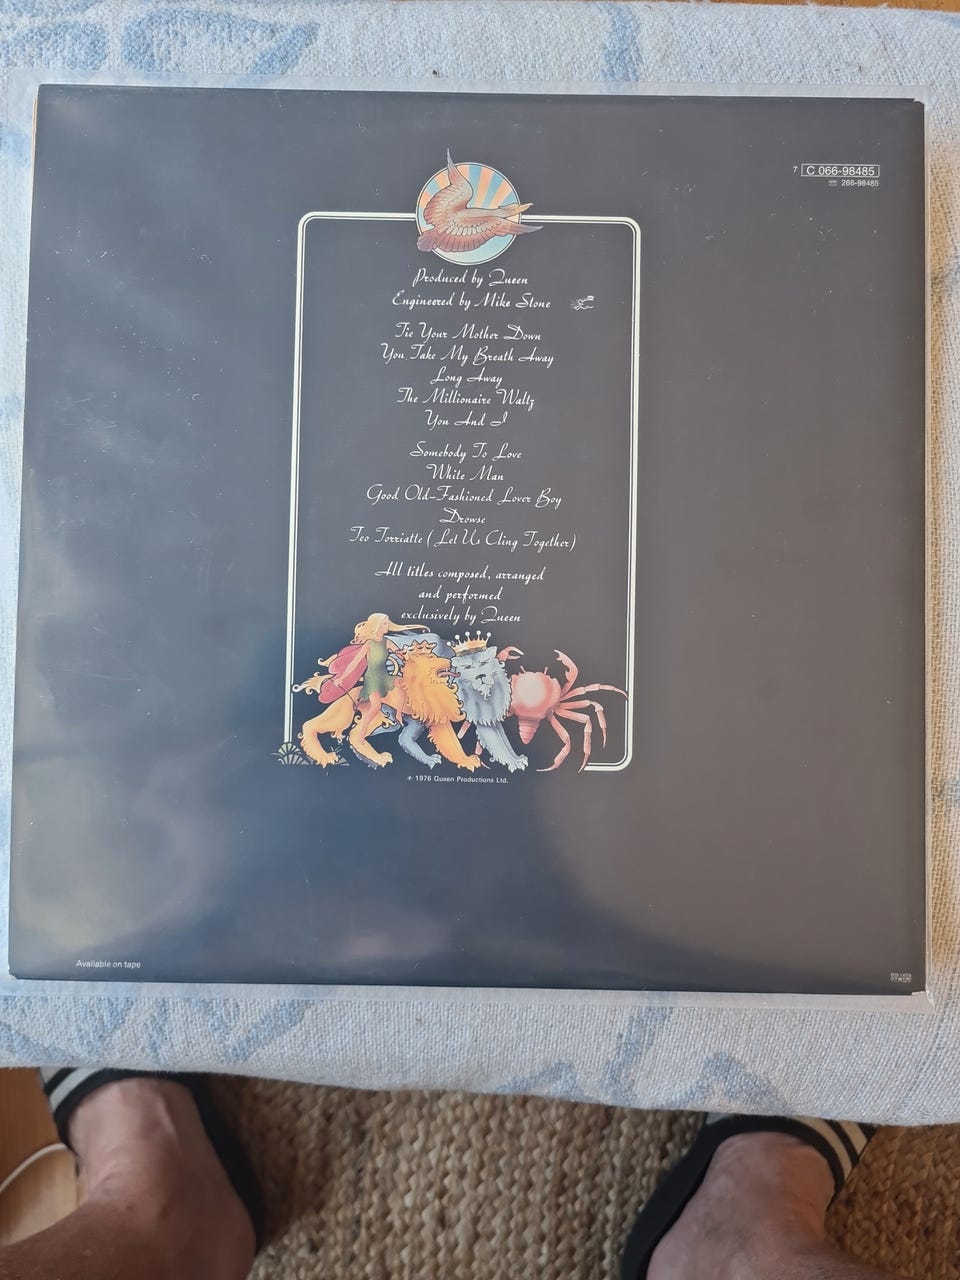 7 C 066-98485
266-98485
Produced by Queen
Engineered by Mike Stone
Tie Your Mother Down
You Take My Breath Away
Long Away
The Millionaire Waltz
You And I
Somebody To Love
White Man
Good Old-Fashioned Lover Boy
Drowse
Teo Torriatte (Let Us Cling Together)
All titles composed, arranged
and performed
exclusively by Queen
℗ 1976 Queen Productions Ltd.
Available on tape